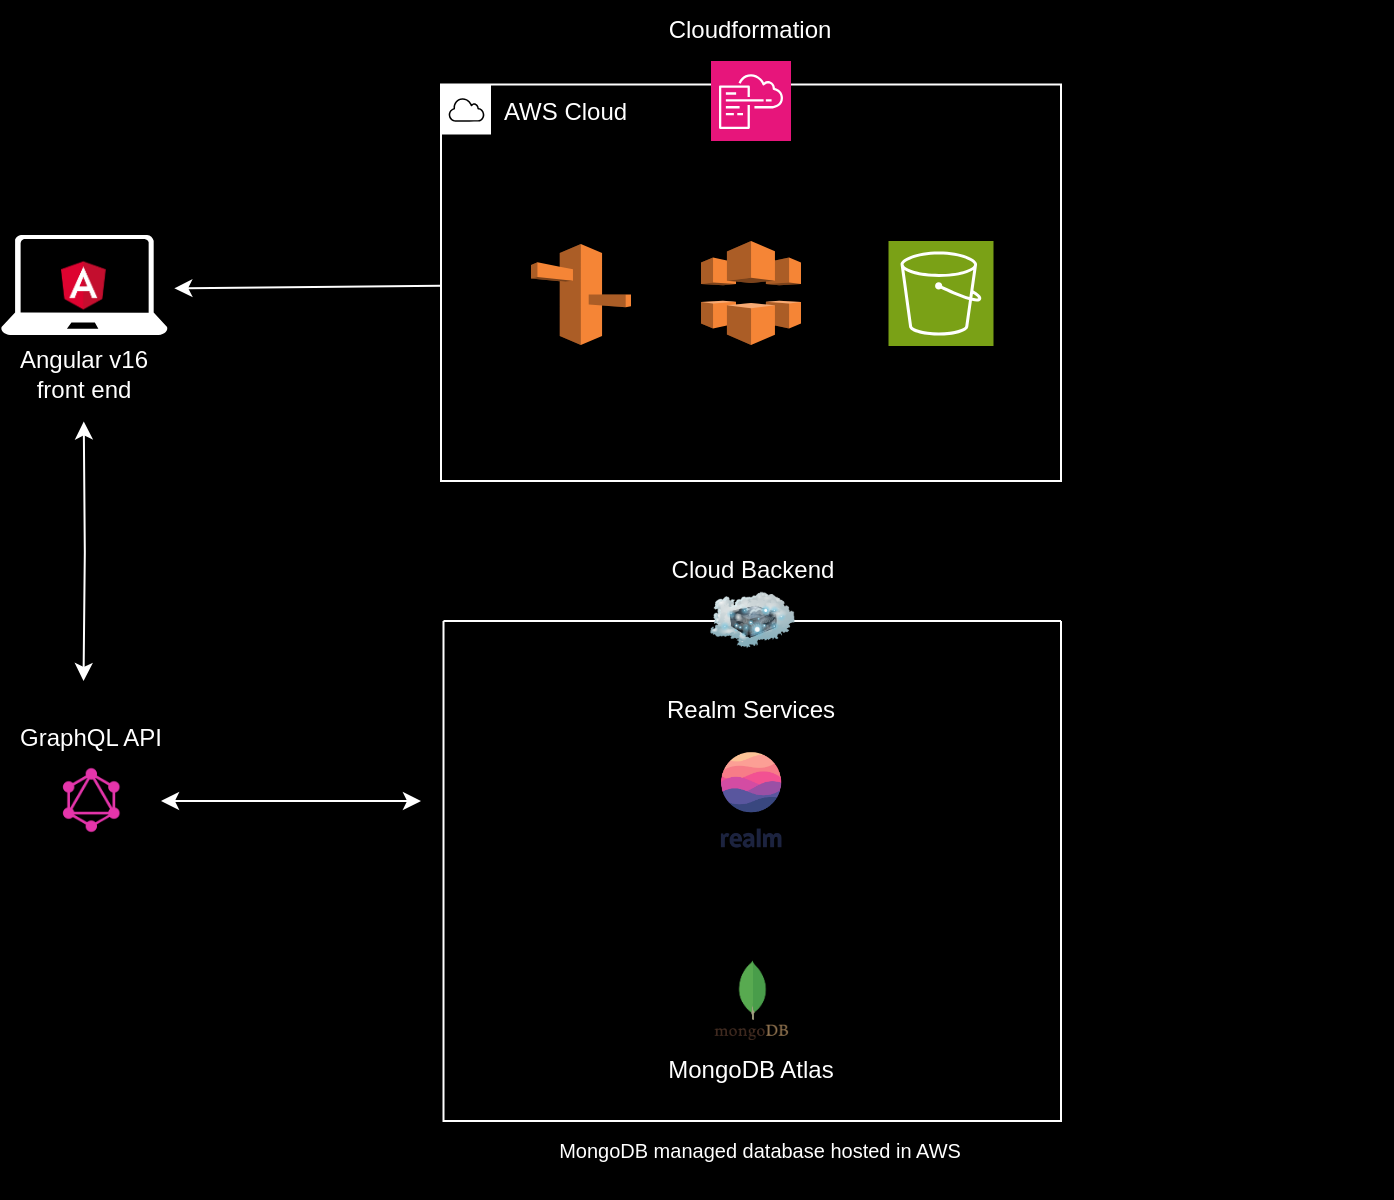 Cloudformation
AWS Cloud
Angular v16
front end
Cloud Backend
Realm Services
GraphQL API
realm
mongoDB
MongoDB Atlas
MongoDB managed database hosted in AWS